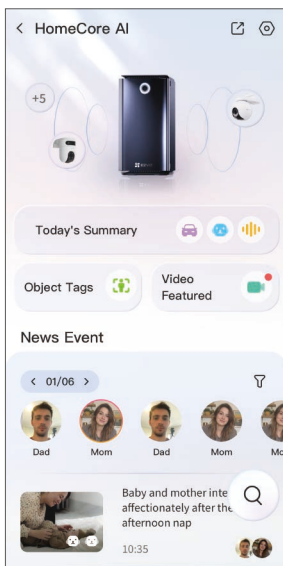 HomeCore AI
+5
EZVIZ
Today's Summary
Object Tags
Video
Featured
News Event
< 01/06 >
Dad
Mom
Dad
Mom
Mo
Baby and mother inte
affectionately after the
afternoon nap
10:35